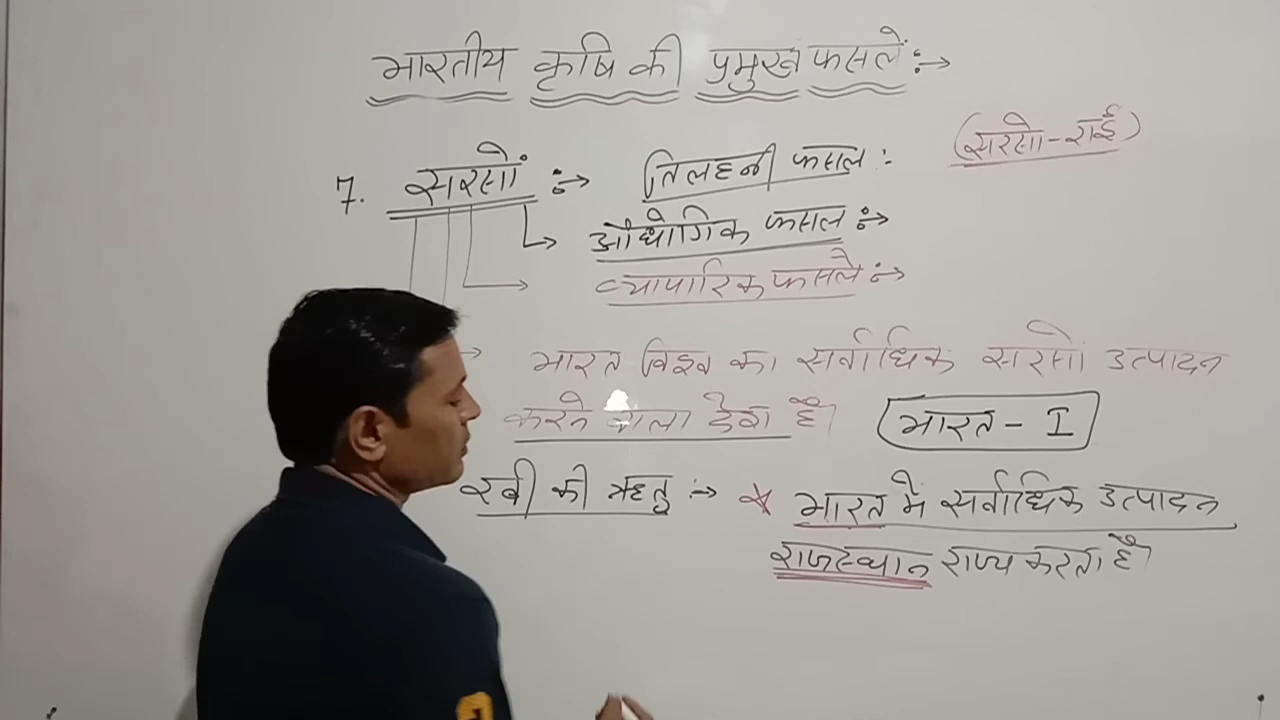 भारतीय कृषि की प्रमुख फसलें :→
(सरसो-राई)
7. सरसों :→ तिलहनी फसल :
औधोगिक फसल :→
व्यापारिक फसले :→
भारत विश्व का सर्वाधिक सरसो उत्पादन
करने वाला देश है। भारत - I
रबी की ऋतु :→ * भारत मे सर्वाधिक उत्पादन
राजस्थान राज्य करता है।